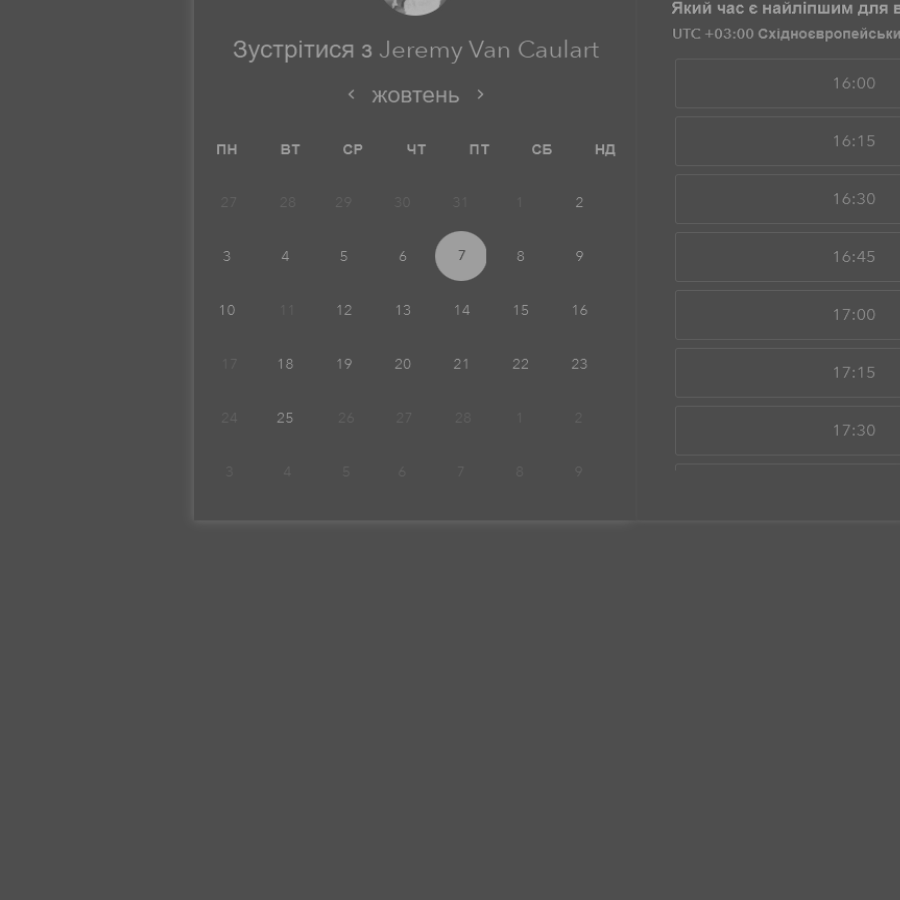 Зустрітися з Jeremy Van Caulart
‹ жовтень ›
ПН ВТ СР ЧТ ПТ СБ НД
27 28 29 30 31 1 2
3 4 5 6 7 8 9
10 11 12 13 14 15 16
17 18 19 20 21 22 23
24 25 26 27 28 1 2
3 4 5 6 7 8 9
Який час є найліпшим для
UTC +03:00
16:00
16:15
16:30
16:45
17:00
17:15
17:30